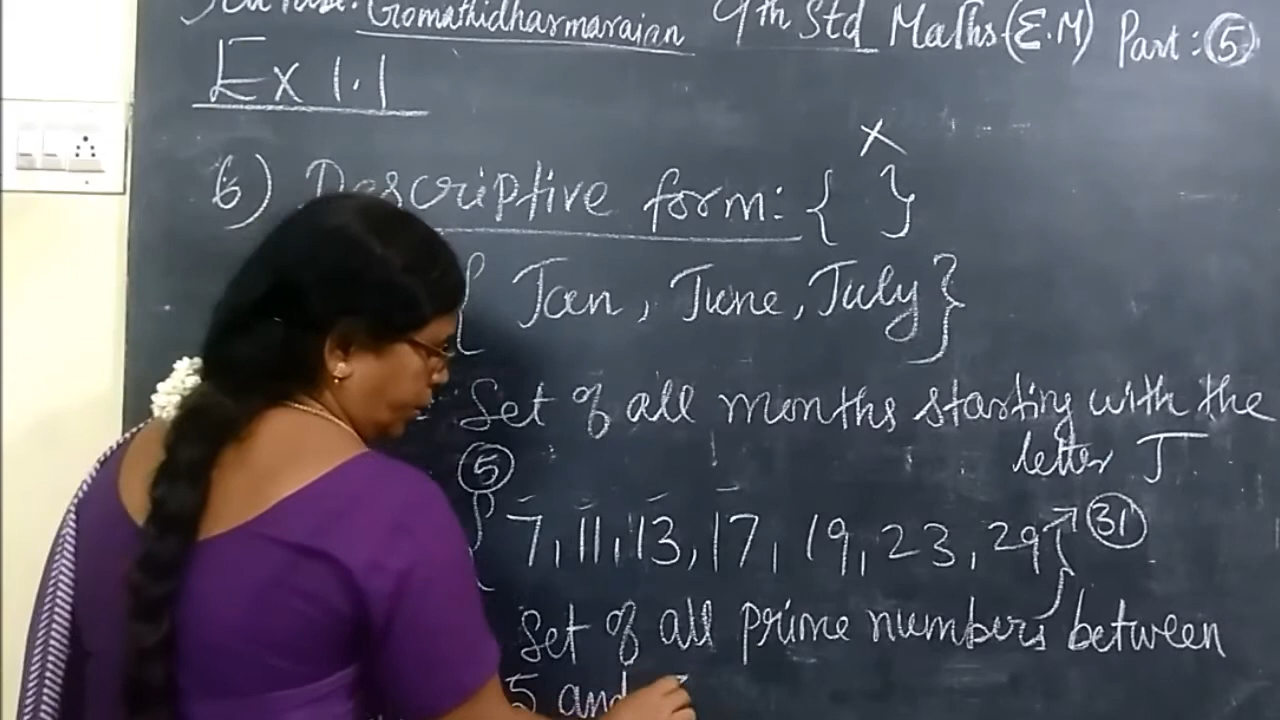 Gomathidharmarajan 9th Std Maths (E.M) Part: 5
Ex 1.1
6) Descriptive form: { } X
{ Jan, June, July }
Set of all months starting with the
letter J
5
{ 7, 11, 13, 17, 19, 23, 29 } 31
Set of all prime numbers between
5 and